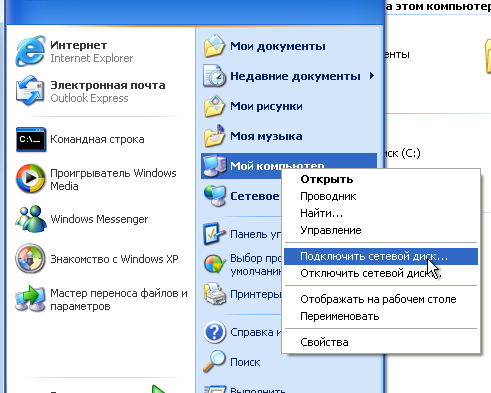 а этом компьютер
Интернет
Internet Explorer
Электронная почта
Outlook Express
Командная строка
Проигрыватель Windows
Media
Windows Messenger
Знакомство с Windows XP
Мастер переноса файлов и
параметров
Мои документы
Недавние документы
Мои рисунки
Моя музыка
Мой компьютер
Сетевое
Панель уп
Выбор про
умолчани
Принтеры
Справка и
Поиск
Выполнить
енты
иск (C:)
Открыть
Проводник
Найти...
Управление
Подключить сетевой диск...
Отключить сетевой диск...
Отображать на рабочем столе
Переименовать
Свойства